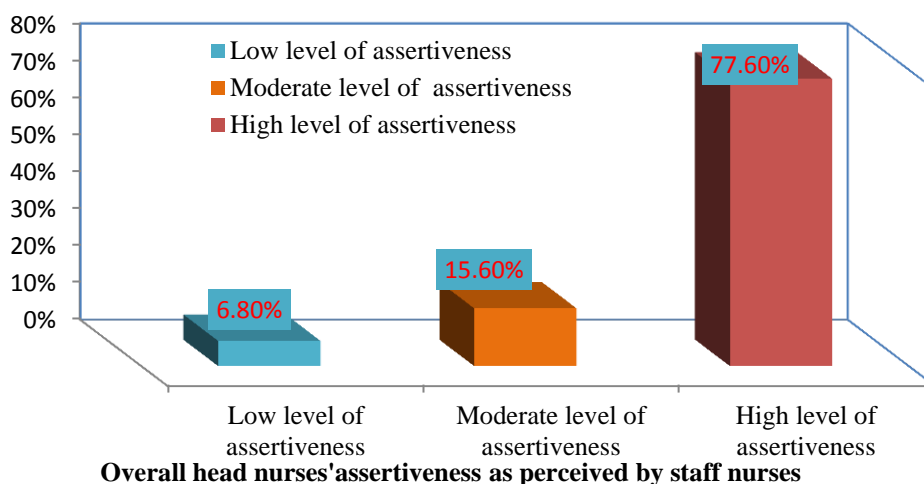 80%
70%
60%
50%
40%
30%
20%
10%
0%
Low level of assertiveness
Moderate level of assertiveness
High level of assertiveness
6.80%
15.60%
77.60%
Low level of
assertiveness
Moderate level of
assertiveness
High level of
assertiveness
Overall head nurses'assertiveness as perceived by staff nurses